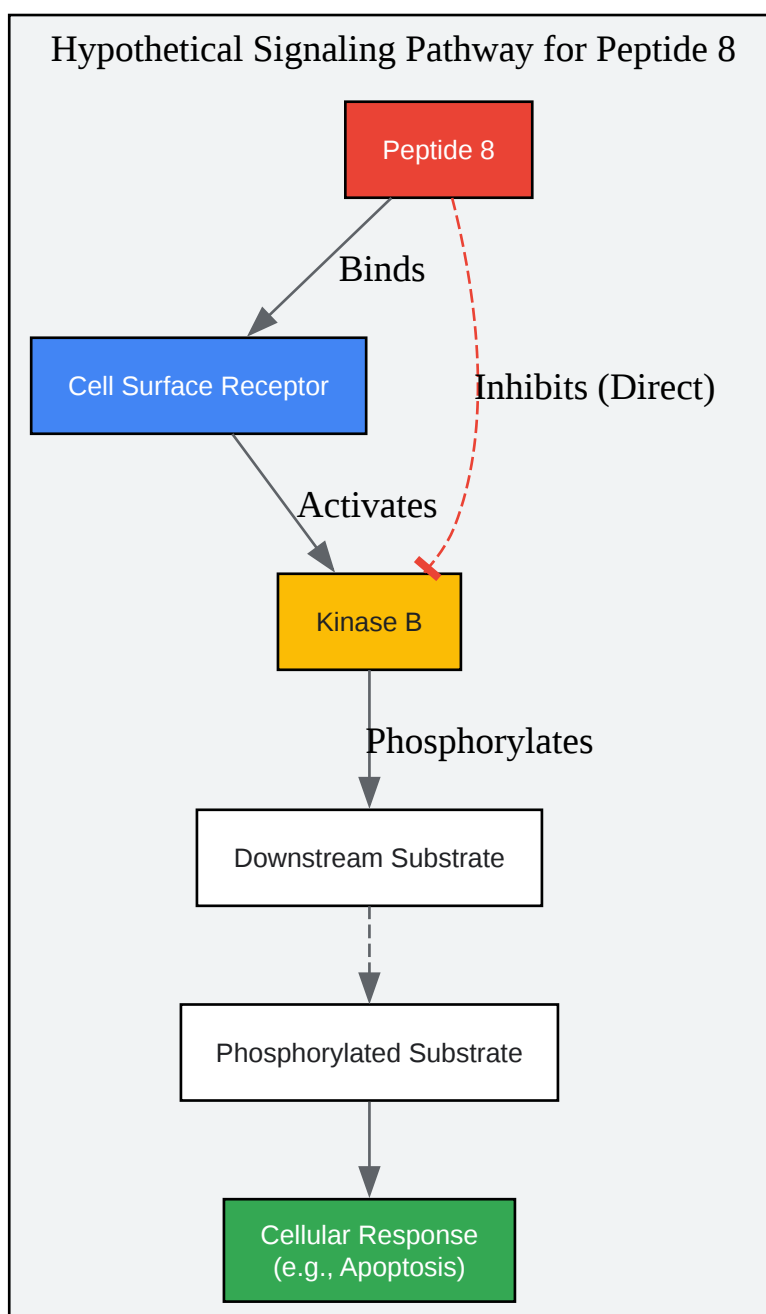 Hypothetical Signaling Pathway for Peptide 8
Peptide 8
Binds
Cell Surface Receptor
Inhibits (Direct)
Activates
Kinase B
Phosphorylates
Downstream Substrate
Phosphorylated Substrate
Cellular Response
(e.g., Apoptosis)